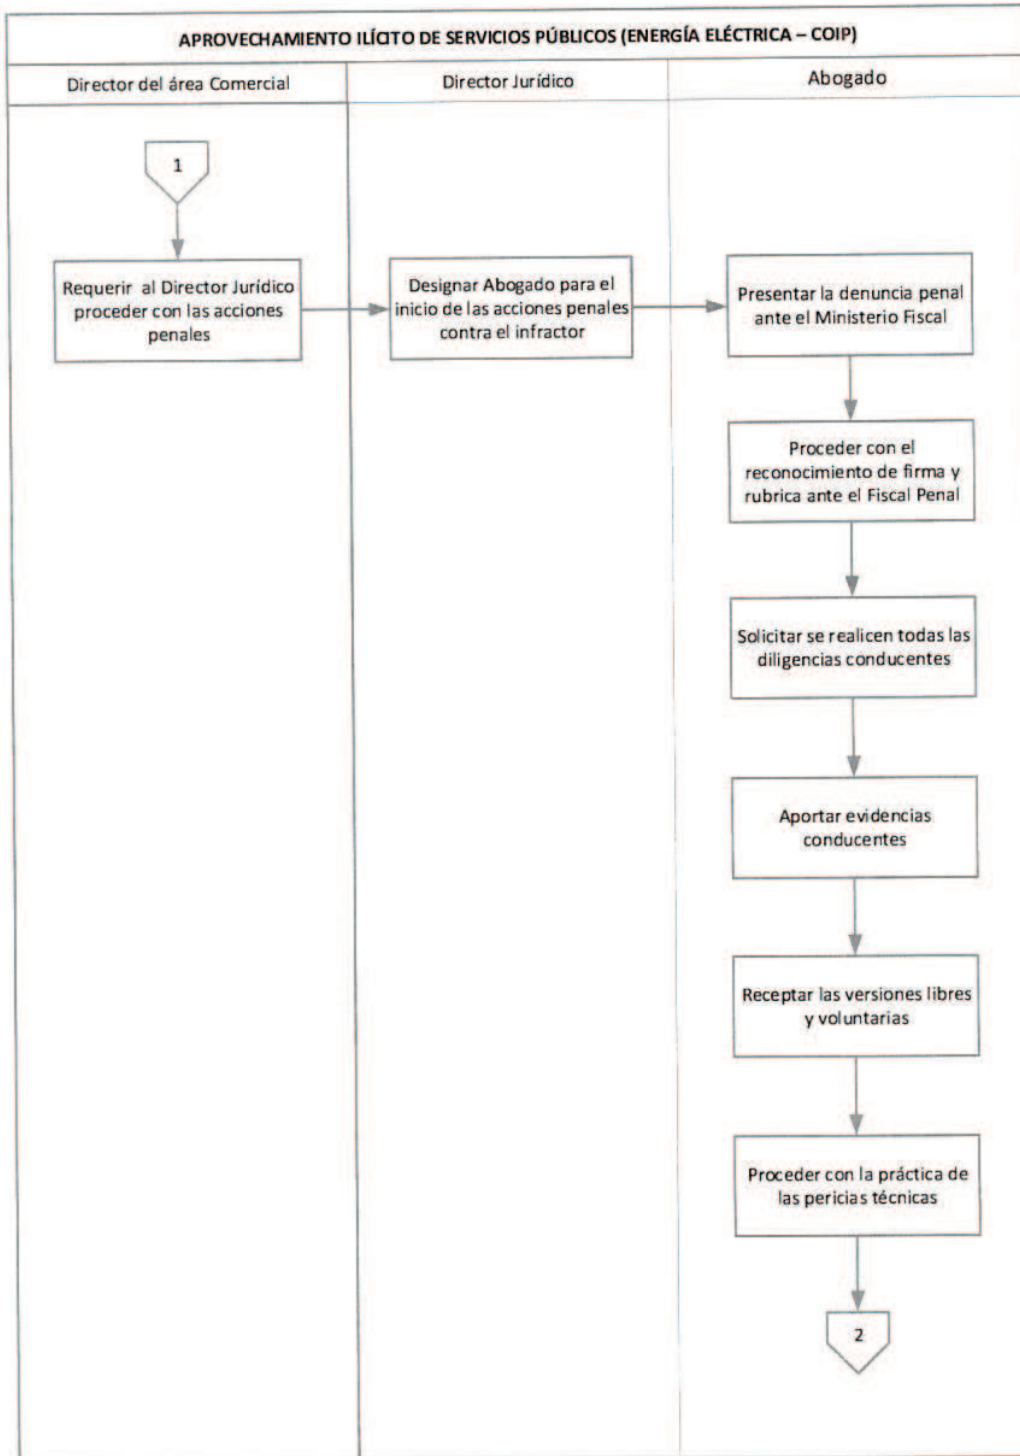 APROVECHAMIENTO ILÍCITO DE SERVICIOS PÚBLICOS (ENERGÍA ELÉCTRICA – COIP)
Director del área Comercial
Director Jurídico
Abogado
1
Requerir al Director Jurídico
proceder con las acciones
penales
Designar Abogado para el
inicio de las acciones penales
contra el infractor
Presentar la denuncia penal
ante el Ministerio Fiscal
Proceder con el
reconocimiento de firma y
rubrica ante el Fiscal Penal
Solicitar se realicen todas las
diligencias conducentes
Aportar evidencias
conducentes
Receptar las versiones libres
y voluntarias
Proceder con la práctica de
las pericias técnicas
2